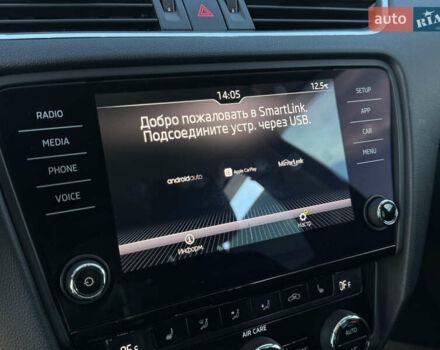 auto RIA
14:05
12.5°C
RADIO
MEDIA
PHONE
VOICE
Добро пожаловать в SmartLink.
Подсоедините устр. через USB.
androidauto
Apple CarPlay
MirrorLink
Информ
Настр
SETUP
APP
CAR
MENU
OFF
OFF
AIR CARE
AUTO